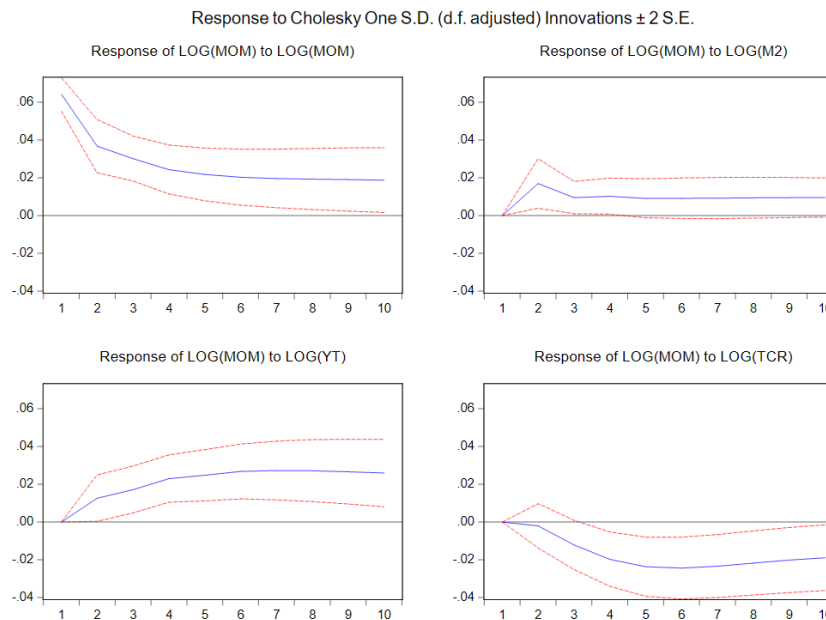 Response to Cholesky One S.D. (d.f. adjusted) Innovations ± 2 S.E.
Response of LOG(MOM) to LOG(MOM)
.06
.04
.02
.00
-.02
-.04
1 2 3 4 5 6 7 8 9 10
Response of LOG(MOM) to LOG(M2)
.06
.04
.02
.00
-.02
-.04
1 2 3 4 5 6 7 8 9 10
Response of LOG(MOM) to LOG(YT)
.06
.04
.02
.00
-.02
-.04
1 2 3 4 5 6 7 8 9 10
Response of LOG(MOM) to LOG(TCR)
.06
.04
.02
.00
-.02
-.04
1 2 3 4 5 6 7 8 9 10